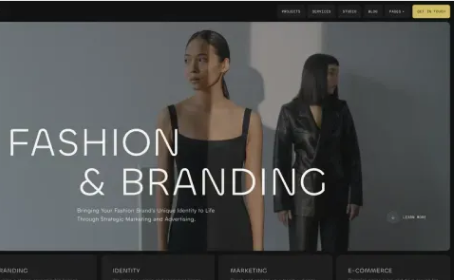 PROJECTS SERVICES STUDIO BLOG PAGES GET IN TOUCH
FASHION
& BRANDING
Bringing Your Fashion Brand's Unique Identity to Life
Through Strategic Marketing and Advertising.
LEARN MORE
BRANDING IDENTITY MARKETING E-COMMERCE